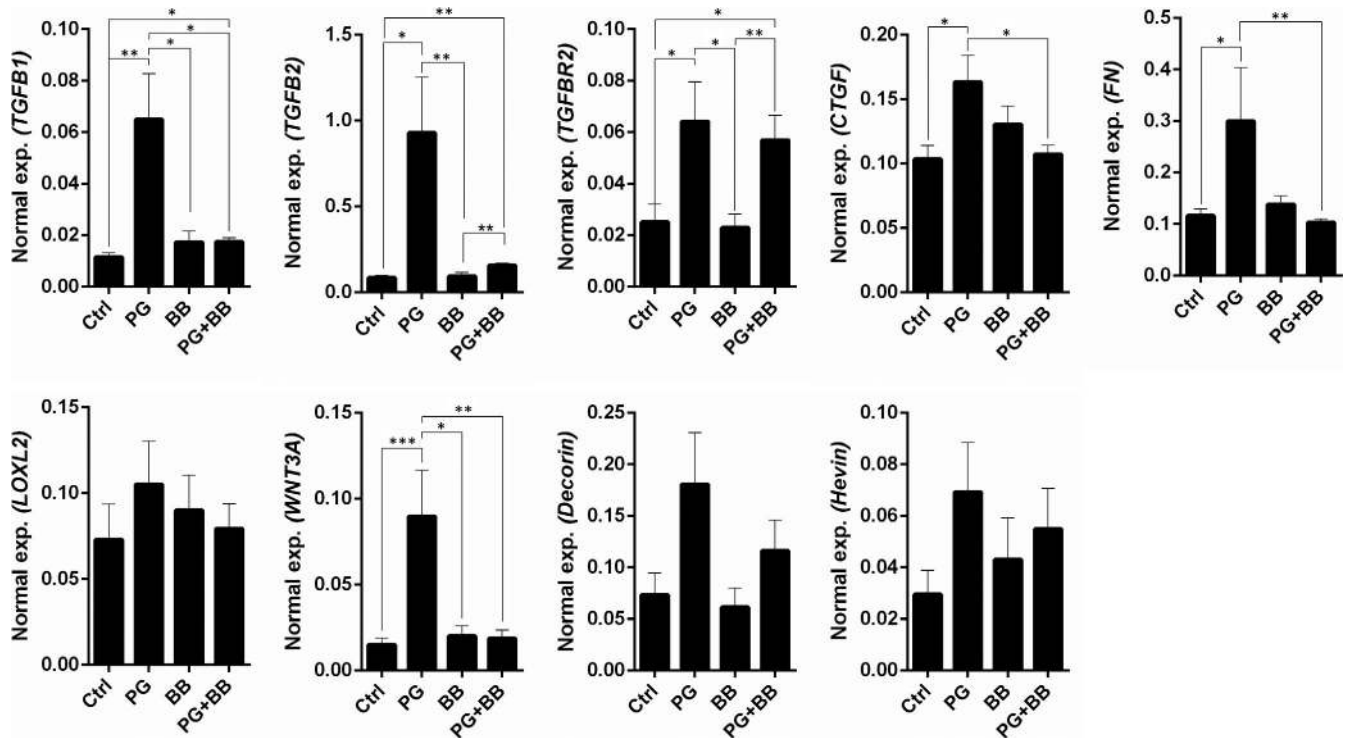 Normal exp. (TGFB1)
0.10
0.08
0.06
0.04
0.02
0.00
*
*
*
**
Ctrl
PG
BB
PG+BB
Normal exp. (TGFB2)
1.5
1.0
0.5
0.0
**
*
**
**
Ctrl
PG
BB
PG+BB
Normal exp. (TGFBR2)
0.10
0.08
0.06
0.04
0.02
0.00
*
**
*
*
Ctrl
PG
BB
PG+BB
Normal exp. (CTGF)
0.20
0.15
0.10
0.05
0.00
*
*
Ctrl
PG
BB
PG+BB
Normal exp. (FN)
0.5
0.4
0.3
0.2
0.1
0.0
**
*
Ctrl
PG
BB
PG+BB
Normal exp. (LOXL2)
0.15
0.10
0.05
0.00
Ctrl
PG
BB
PG+BB
Normal exp. (WNT3A)
0.15
0.10
0.05
0.00
**
*
***
Ctrl
PG
BB
PG+BB
Normal exp. (Decorin)
0.25
0.20
0.15
0.10
0.05
0.00
Ctrl
PG
BB
PG+BB
Normal exp. (Hevin)
0.10
0.08
0.06
0.04
0.02
0.00
Ctrl
PG
BB
PG+BB